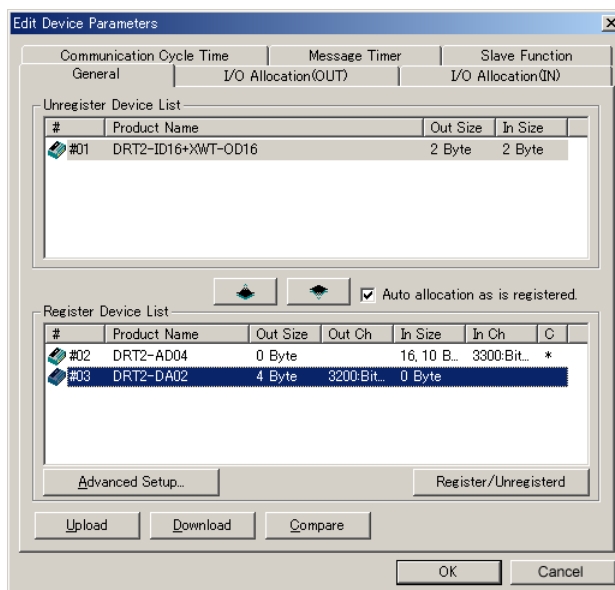 Edit Device Parameters
Communication Cycle Time Message Timer Slave Function
General I/O Allocation(OUT) I/O Allocation(IN)
Unregister Device List
# Product Name Out Size In Size
#01 DRT2-ID16+XWT-OD16 2 Byte 2 Byte
Auto allocation as is registered.
Register Device List
# Product Name Out Size Out Ch In Size In Ch C
#02 DRT2-AD04 0 Byte 16, 10 B... 3300:Bit... *
#03 DRT2-DA02 4 Byte 3200:Bit... 0 Byte
Advanced Setup... Register/Unregisterd
Upload Download Compare
OK Cancel